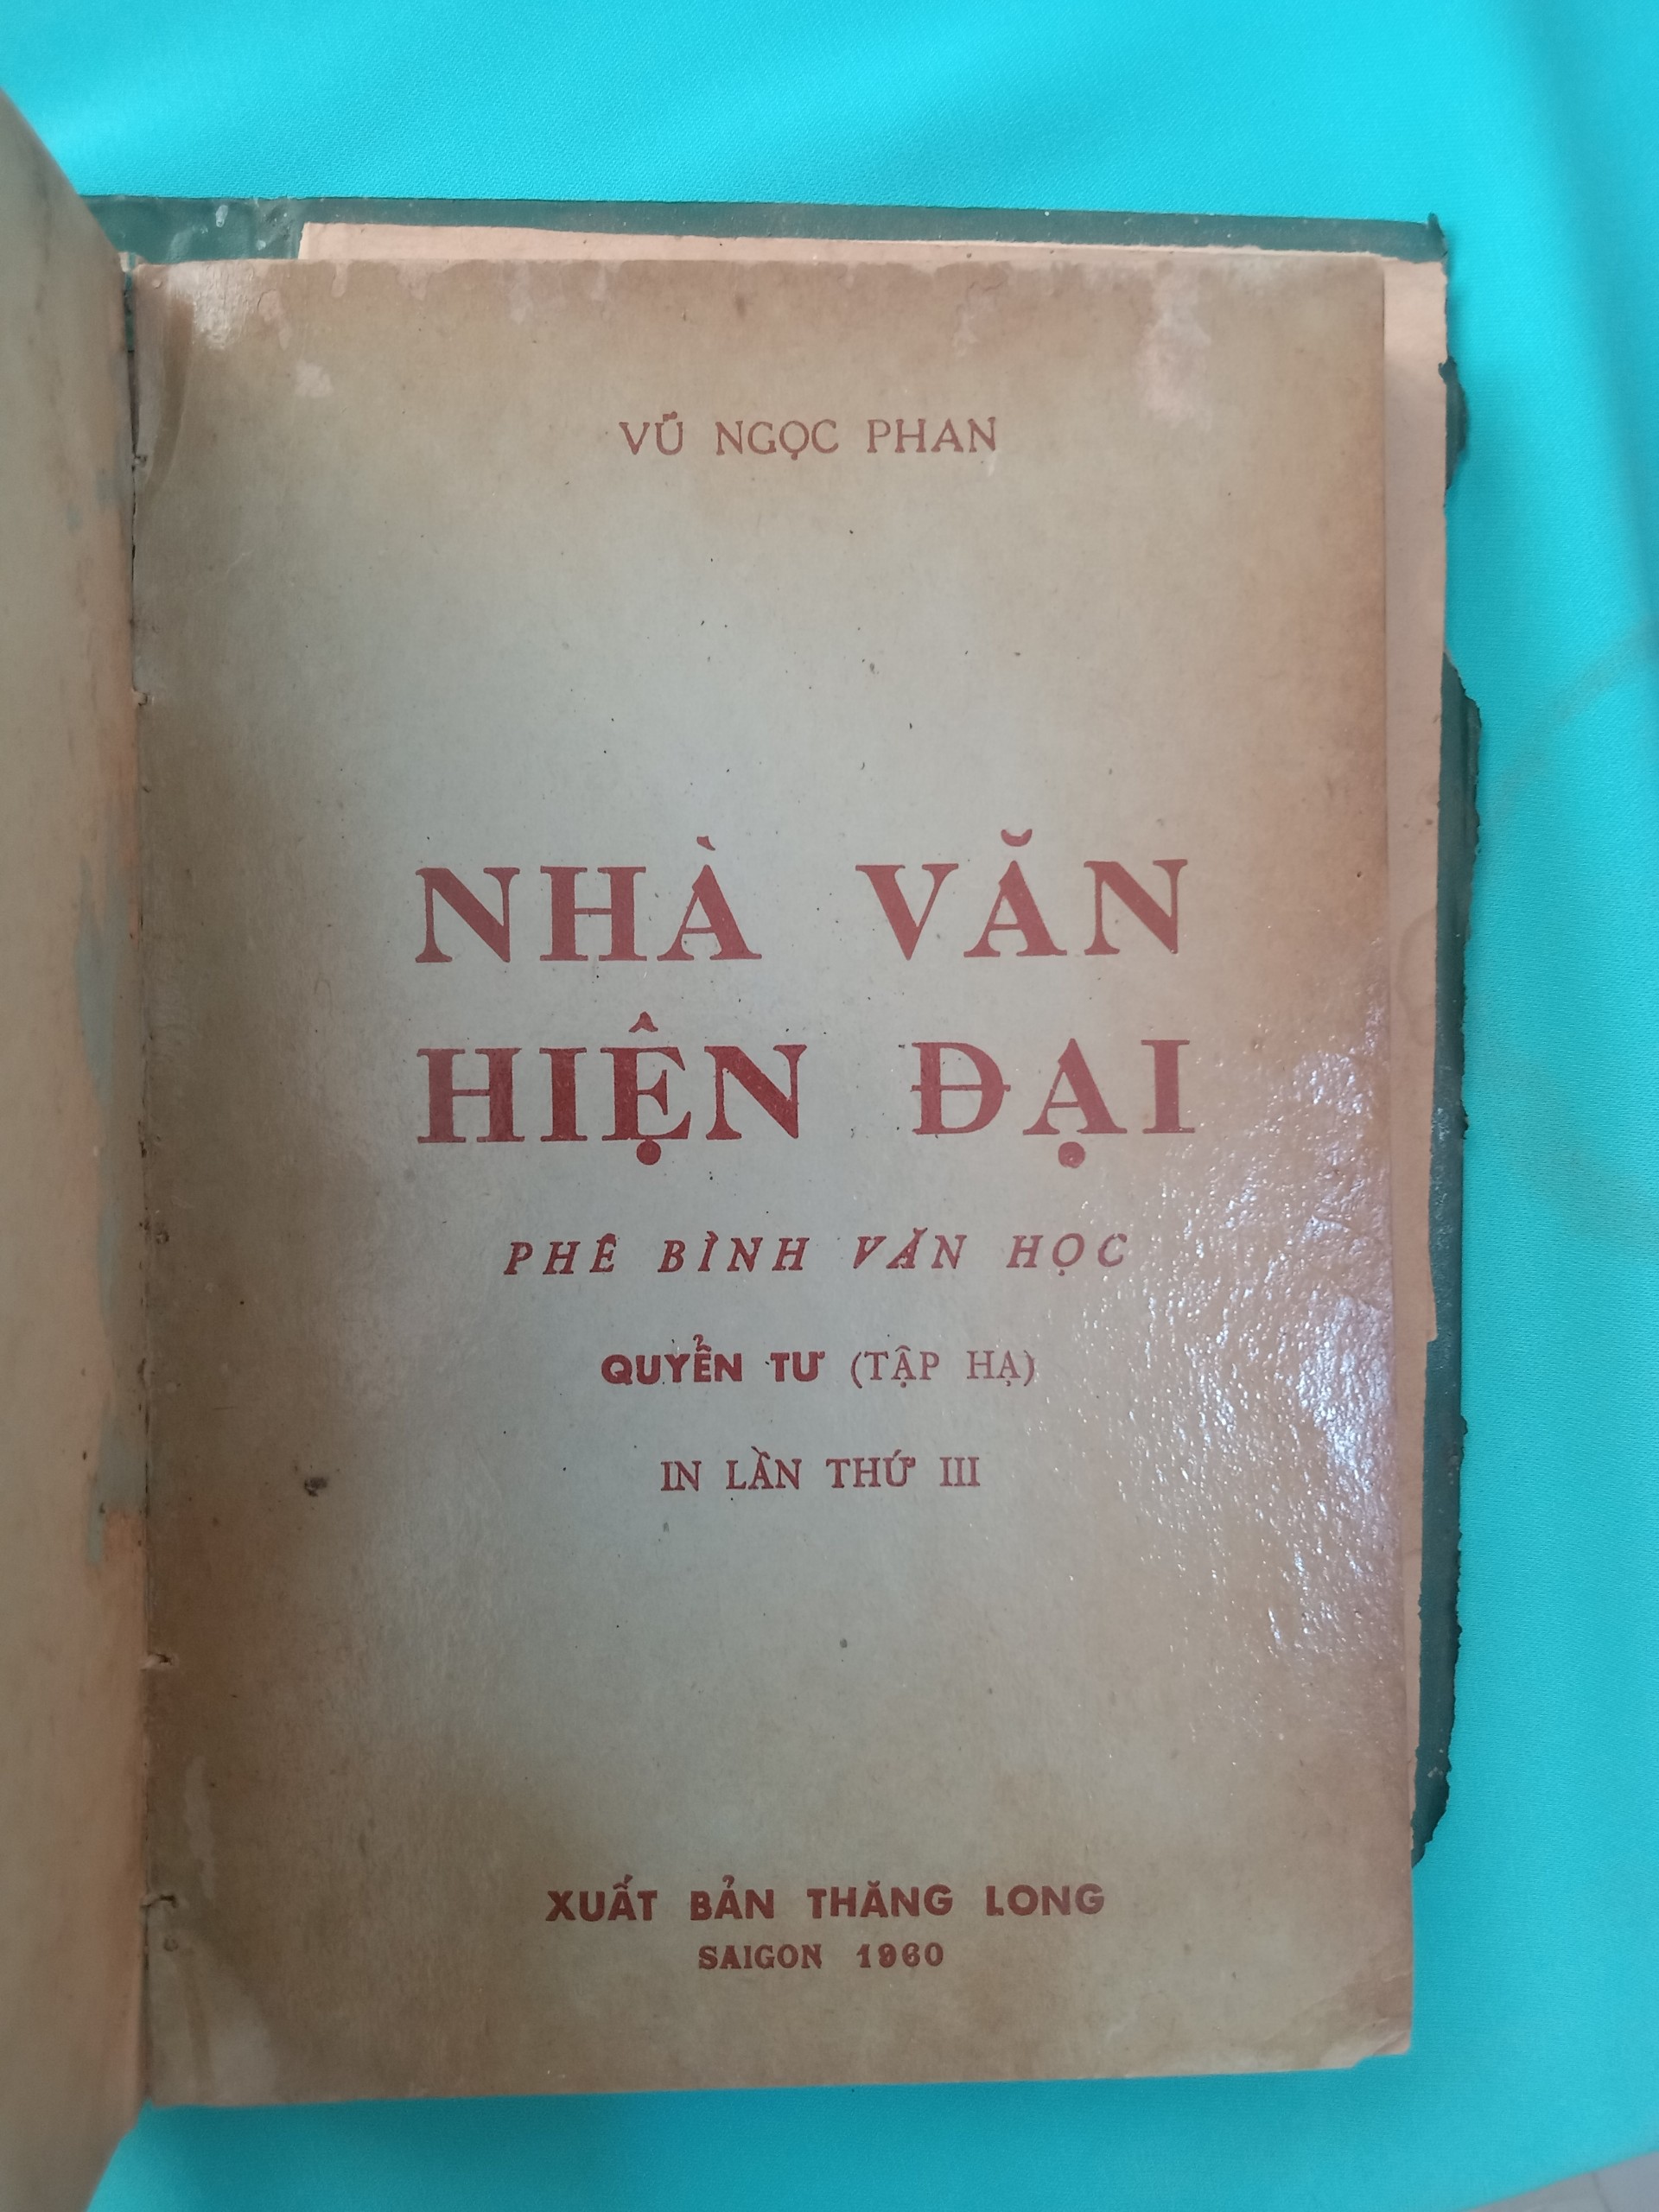 VŨ NGỌC PHAN
NHÀ VĂN
HIỆN ĐẠI
PHÊ BÌNH VĂN HỌC
QUYỂN TƯ (TẬP HẠ)
IN LẦN THỨ III
XUẤT BẢN THĂNG LONG
SAIGON 1960